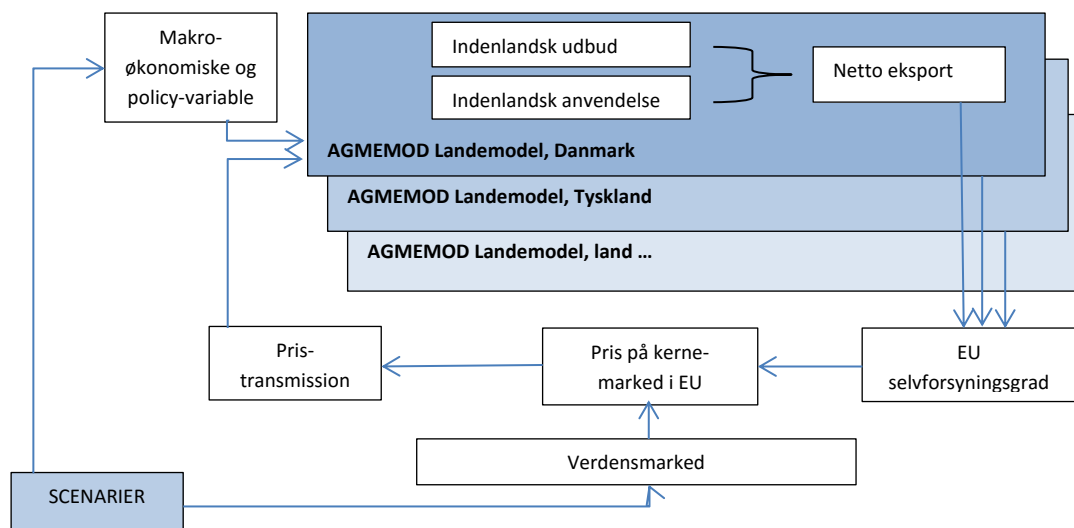 Makro-
økonomiske og
policy-variable
Indenlandsk udbud
Indenlandsk anvendelse
Netto eksport
AGMEMOD Landemodel, Danmark
AGMEMOD Landemodel, Tyskland
AGMEMOD Landemodel, land ...
Pris-
transmission
Pris på kerne-
marked i EU
EU
selvforsyningsgrad
Verdensmarked
SCENARIER